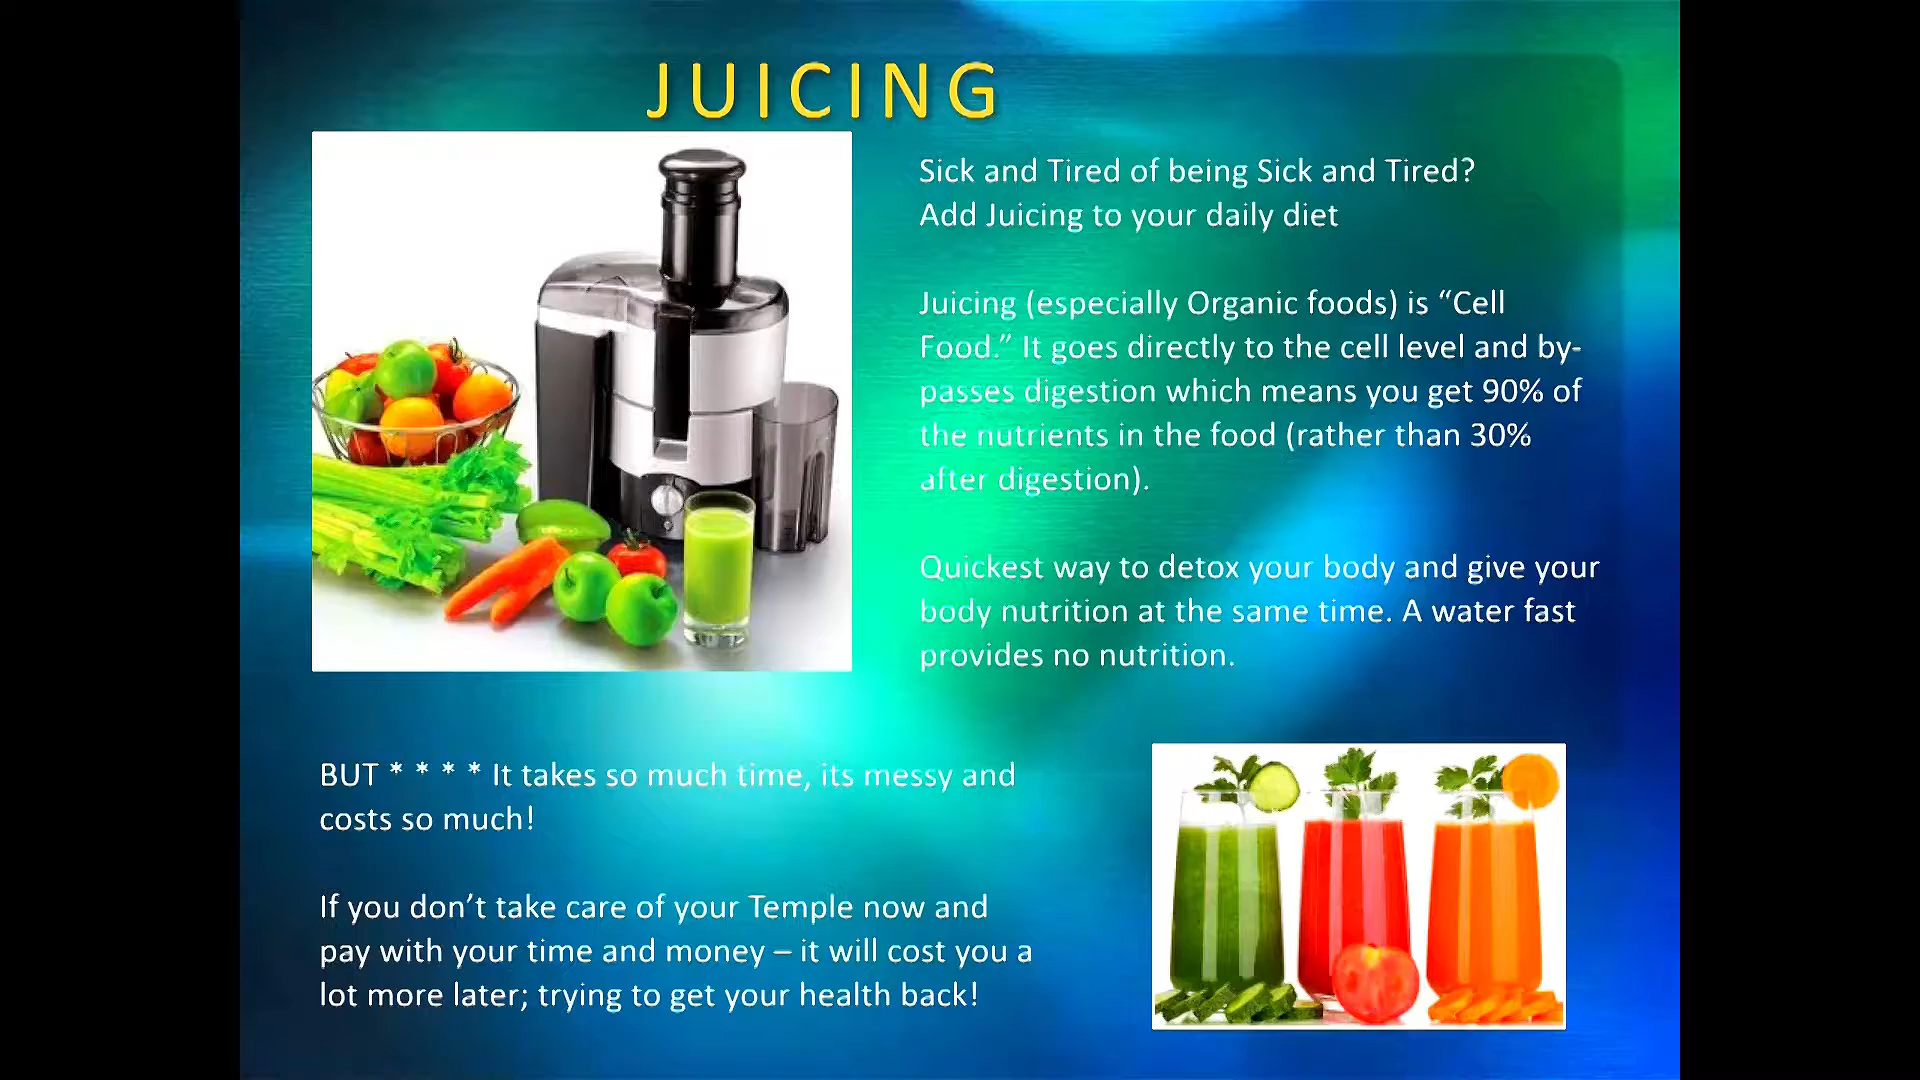 JUICING
Sick and Tired of being Sick and Tired?
Add Juicing to your daily diet
Juicing (especially Organic foods) is “Cell
Food.” It goes directly to the cell level and by-
passes digestion which means you get 90% of
the nutrients in the food (rather than 30%
after digestion).
Quickest way to detox your body and give your
body nutrition at the same time. A water fast
provides no nutrition.
BUT * * * * It takes so much time, its messy and
costs so much!
If you don’t take care of your Temple now and
pay with your time and money – it will cost you a
lot more later; trying to get your health back!